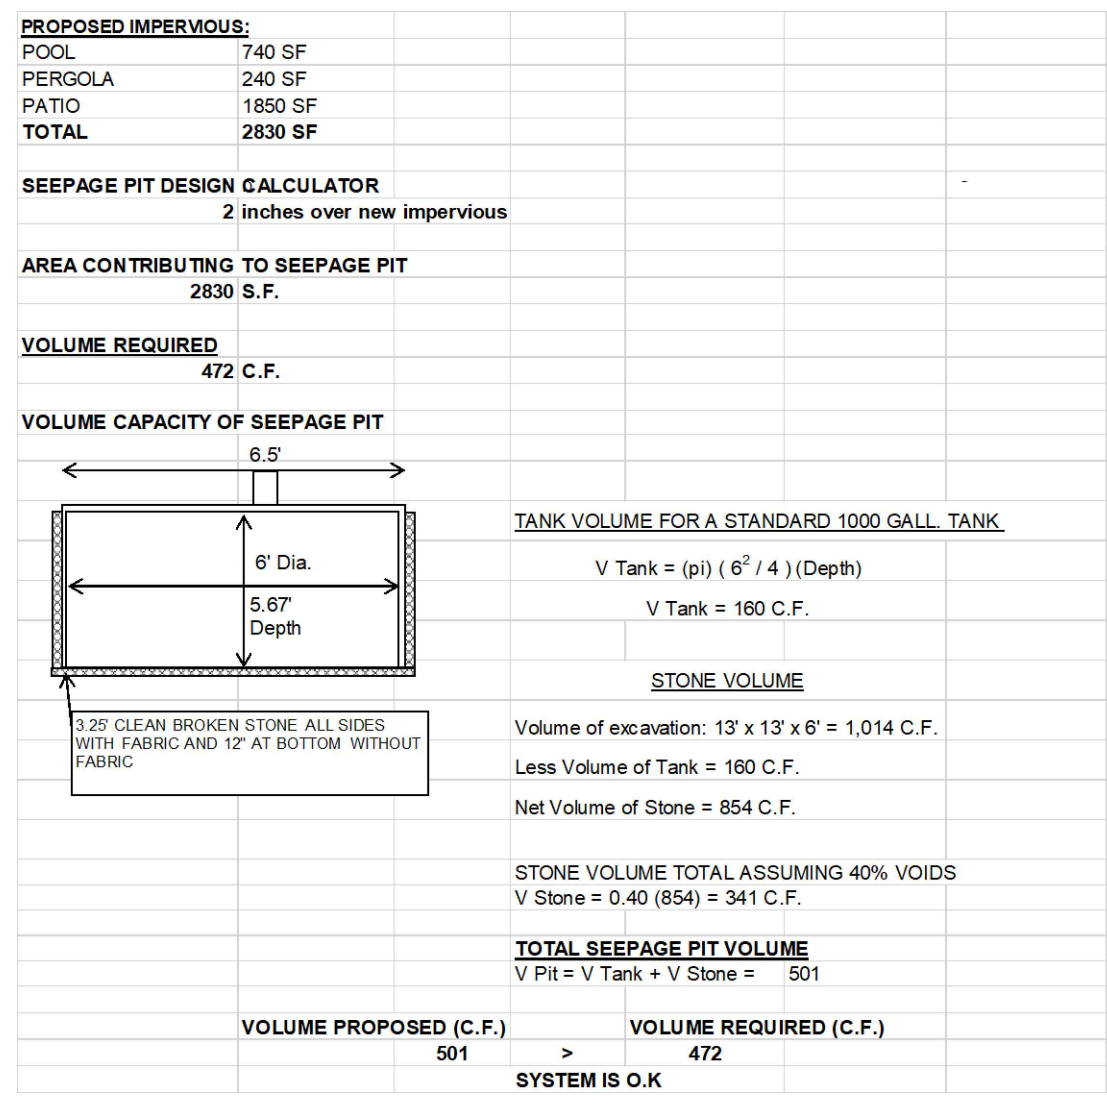 PROPOSED IMPERVIOUS:
POOL 740 SF
PERGOLA 240 SF
PATIO 1850 SF
TOTAL 2830 SF
SEEPAGE PIT DESIGN CALCULATOR
2 inches over new impervious
AREA CONTRIBUTING TO SEEPAGE PIT
2830 S.F.
VOLUME REQUIRED
472 C.F.
VOLUME CAPACITY OF SEEPAGE PIT
6.5'
6' Dia.
5.67'
Depth
3.25' CLEAN BROKEN STONE ALL SIDES
WITH FABRIC AND 12" AT BOTTOM WITHOUT
FABRIC
TANK VOLUME FOR A STANDARD 1000 GALL. TANK
V Tank = (pi) ( 6² / 4 ) (Depth)
V Tank = 160 C.F.
STONE VOLUME
Volume of excavation: 13' x 13' x 6' = 1,014 C.F.
Less Volume of Tank = 160 C.F.
Net Volume of Stone = 854 C.F.
STONE VOLUME TOTAL ASSUMING 40% VOIDS
V Stone = 0.40 (854) = 341 C.F.
TOTAL SEEPAGE PIT VOLUME
V Pit = V Tank + V Stone = 501
VOLUME PROPOSED (C.F.) VOLUME REQUIRED (C.F.)
501 > 472
SYSTEM IS O.K